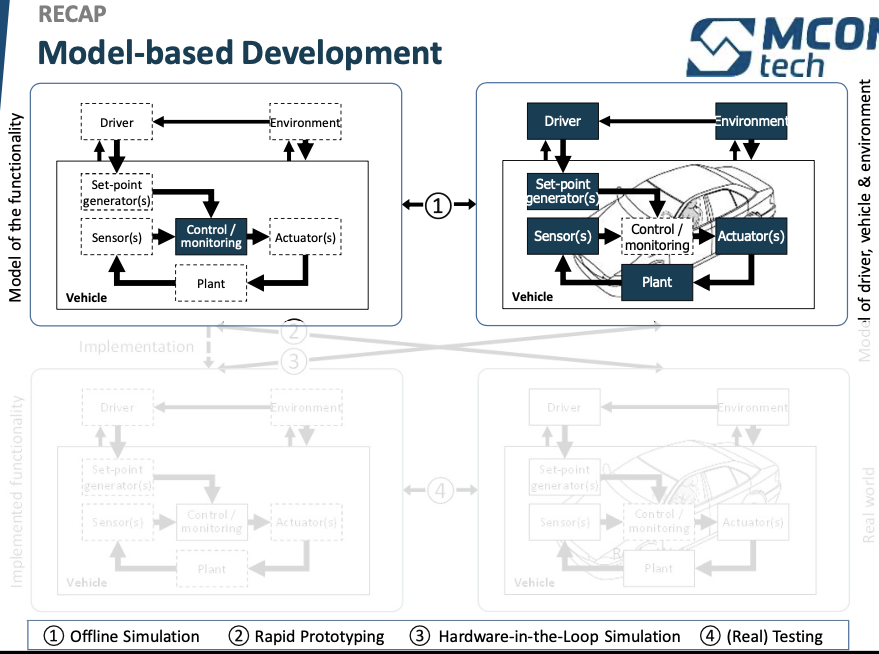 RECAP
Model-based Development
MCON
tech
Model of the functionality
Driver
Environment
Set-point
generator(s)
Sensor(s)
Control /
monitoring
Actuator(s)
Plant
Vehicle
1
Driver
Environment
Set-point
generator(s)
Sensor(s)
Control /
monitoring
Actuator(s)
Plant
Vehicle
Model of driver, vehicle & environment
Implementation
2
3
Implemented functionality
Driver
Environment
Set-point
generator(s)
Sensor(s)
Control /
monitoring
Actuator(s)
Plant
Vehicle
4
Driver
Environment
Set-point
generator(s)
Sensor(s)
Control /
monitoring
Actuator(s)
Plant
Vehicle
Real world
1 Offline Simulation 2 Rapid Prototyping 3 Hardware-in-the-Loop Simulation 4 (Real) Testing